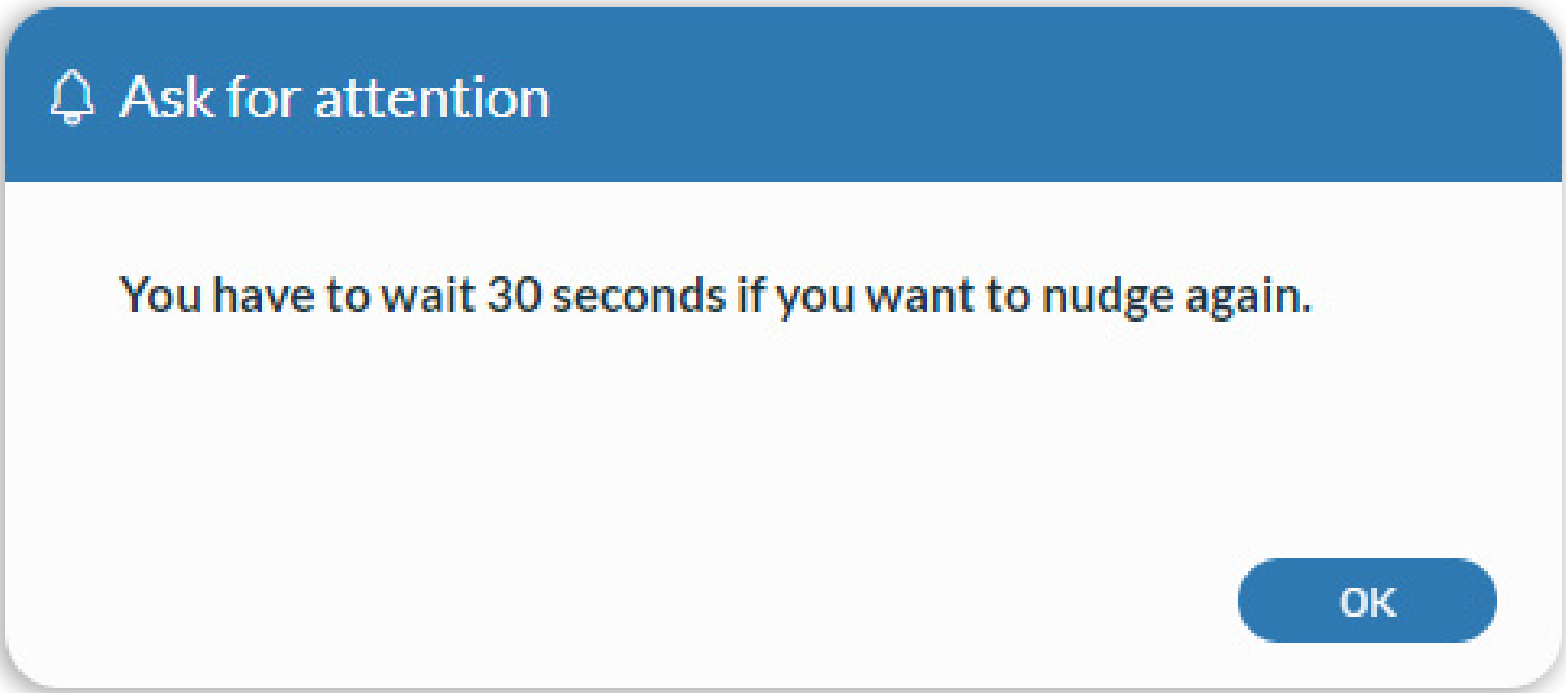 Ask for attention
You have to wait 30 seconds if you want to nudge again.
OK